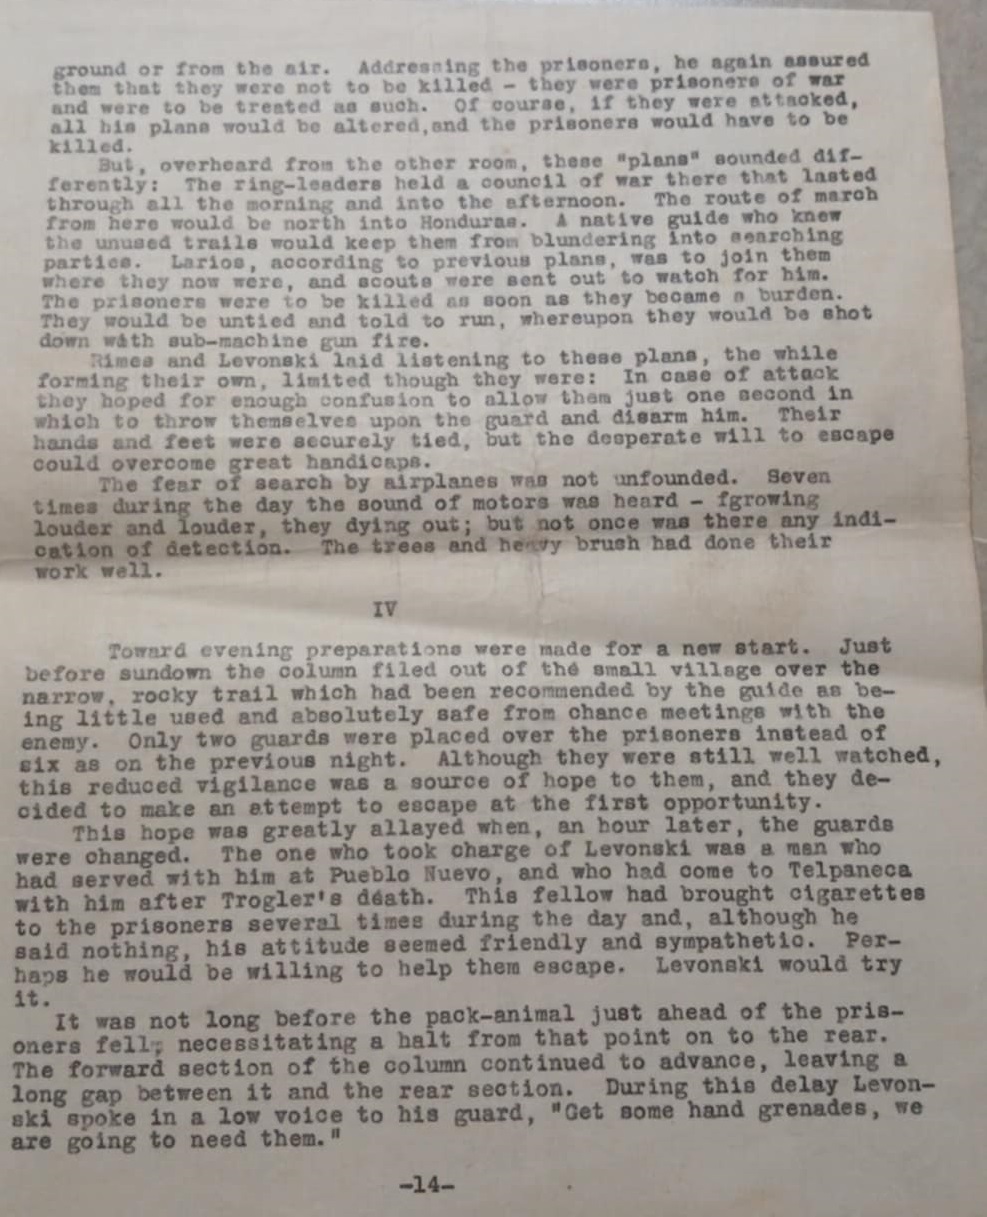 ground or from the air.  Addressing the prisoners, he again assured
them that they were not to be killed - they were prisoners of war
and were to be treated as such.  Of course, if they were attacked,
all his plans would be altered,and the prisoners would have to be
killed.
But, overheard from the other room, these "plans" sounded dif-
ferently:  The ring-leaders held a council of war there that lasted
through all the morning and into the afternoon.  The route of march
from here would be north into Honduras.  A native guide who knew
the unused trails would keep them from blundering into searching
parties.  Larios, according to previous plans, was to join them
where they now were, and scouts were sent out to watch for him.
The prisoners were to be killed as soon as they became a burden.
They would be untied and told to run, whereupon they would be shot
down with sub-machine gun fire.
Rimes and Levonski laid listening to these plans, the while
forming their own, limited though they were:  In case of attack
they hoped for enough confusion to allow them just one second in
which to throw themselves upon the guard and disarm him.  Their
hands and feet were securely tied, but the desperate will to escape
could overcome great handicaps.
The fear of search by airplanes was not unfounded.  Seven
times during the day the sound of motors was heard - fgrowing
louder and louder, they dying out; but not once was there any indi-
cation of detection.  The trees and heavy brush had done their
work well.
IV
Toward evening preparations were made for a new start.  Just
before sundown the column filed out of the small village over the
narrow, rocky trail which had been recommended by the guide as be-
ing little used and absolutely safe from chance meetings with the
enemy.  Only two guards were placed over the prisoners instead of
six as on the previous night.  Although they were still well watched,
this reduced vigilance was a source of hope to them, and they de-
cided to make an attempt to escape at the first opportunity.
This hope was greatly allayed when, an hour later, the guards
were changed.  The one who took charge of Levonski was a man who
had served with him at Pueblo Nuevo, and who had come to Telpaneca
with him after Trogler's death.  This fellow had brought cigarettes
to the prisoners several times during the day and, although he
said nothing, his attitude seemed friendly and sympathetic.  Per-
haps he would be willing to help them escape.  Levonski would try
it.
It was not long before the pack-animal just ahead of the pris-
oners fell, necessitating a halt from that point on to the rear.
The forward section of the column continued to advance, leaving a
long gap between it and the rear section.  During this delay Levon-
ski spoke in a low voice to his guard, "Get some hand grenades, we
are going to need them."
-14-